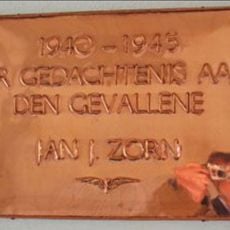 1940-1945
R GEDACHTENIS AA
DEN GEVALLENE
JAN J. ZORN